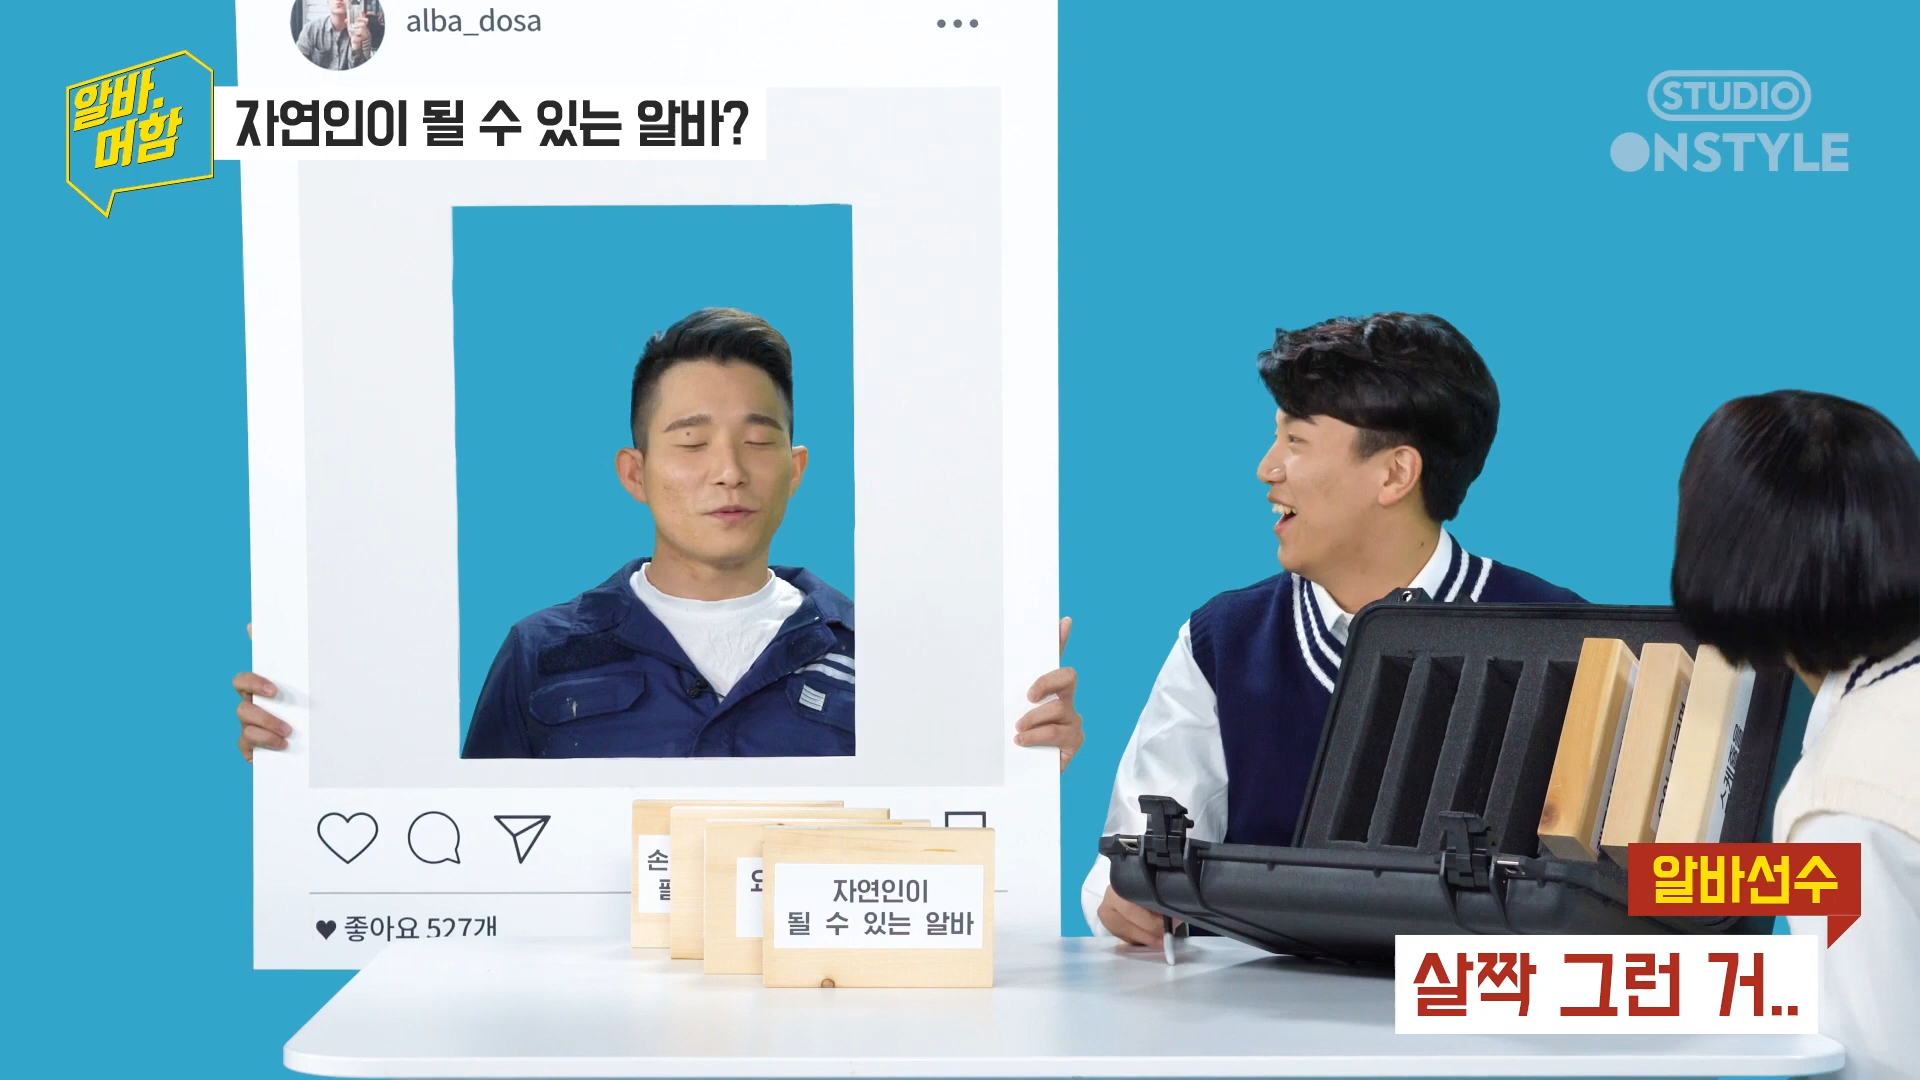 alba_dosa
알바.
머함
자연인이 될 수 있는 알바?
STUDIO
ONSTYLE
좋아요 527개
손
자연인이
될 수 있는 알바
알바선수
살짝 그런 거..